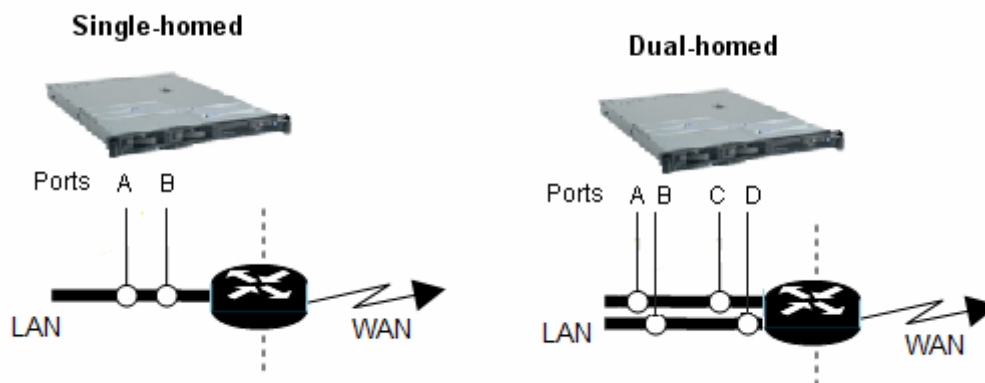 Single-homed
Ports A B
LAN
WAN
Dual-homed
Ports A B C D
LAN
WAN